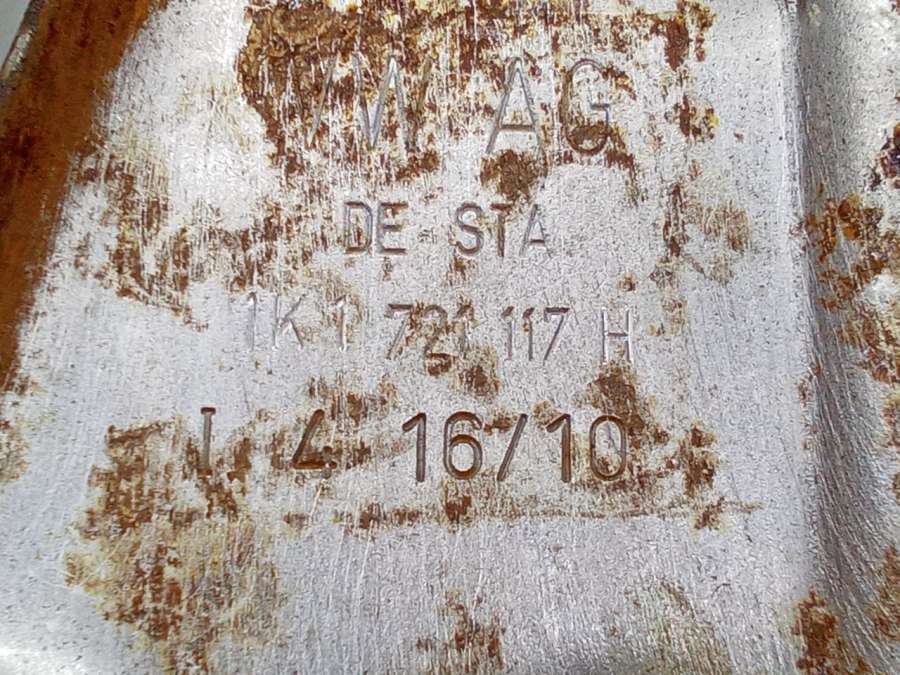 VW AG
DE STA
1K1 721 117 H
I 4 16/10